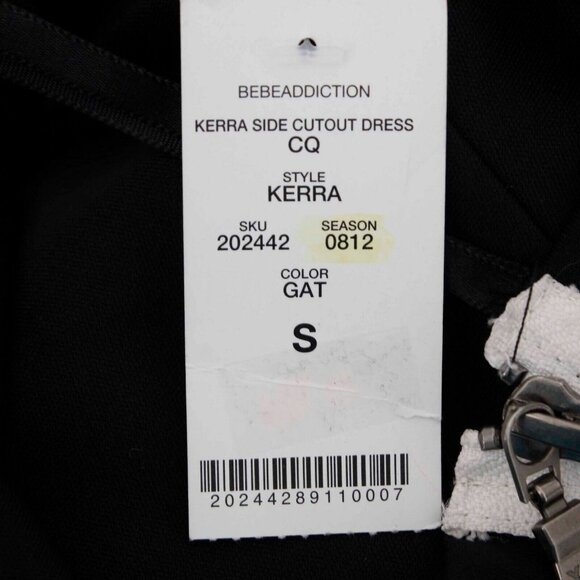 BEBEADDICTION
KERRA SIDE CUTOUT DRESS
CQ
STYLE
KERRA
SKU SEASON
202442 0812
COLOR
GAT
S
20244289110007